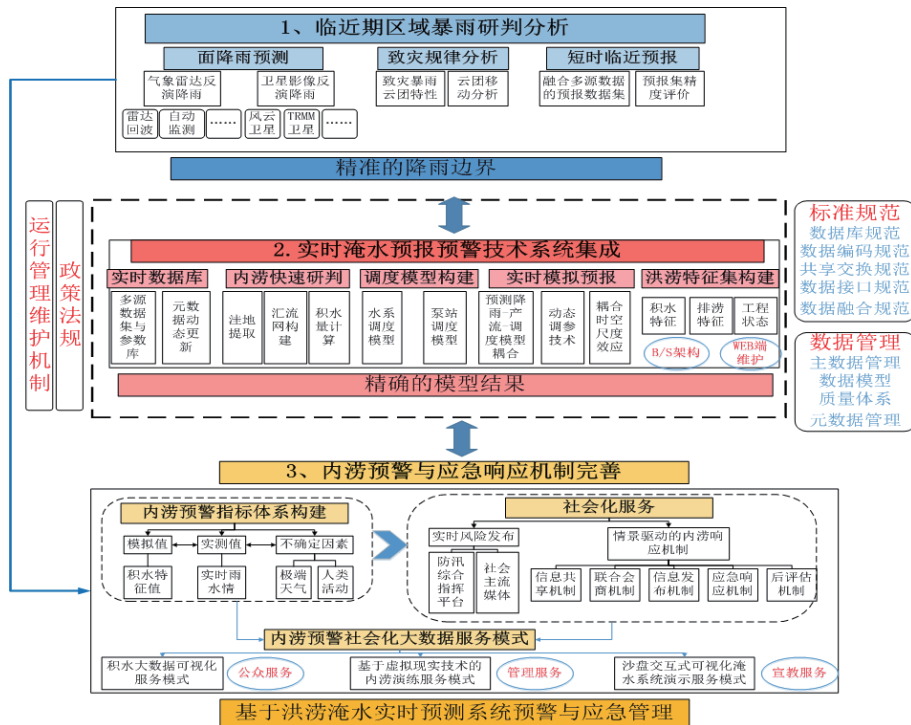 1、临近期区域暴雨研判分析
面降雨预测
致灾规律分析
短时临近预报
气象雷达反
演降雨
卫星影像反
演降雨
致灾暴雨
云团特性
云团移
动分析
融合多源数据
的预报数据集
预报集精
度评价
雷达
回波
自动
监测
……
风云
卫星
TRMM
卫星
……
精准的降雨边界
运行管理维护机制
政策法规
2.实时淹水预报预警技术系统集成
实时数据库
内涝快速研判
调度模型构建
实时模拟预报
洪涝特征集构建
多源
数据
集与
参数
库
元数
据动
态更
新
洼地
提取
汇流
网构
建
积水
量计
算
水系
调度
模型
泵站
调度
模型
预测降
雨-产
流-调
度模型
耦合
动态
调参
技术
耦合
时空
尺度
效应
积水
特征
排涝
特征
工程
状态
B/S架构
WEB端
维护
精确的模型结果
标准规范
数据库规范
数据编码规范
共享交换规范
数据接口规范
数据融合规范
数据管理
主数据管理
数据模型
质量体系
元数据管理
3、内涝预警与应急响应机制完善
内涝预警指标体系构建
模拟值
实测值
不确定因素
积水特
征值
实时雨
水情
极端
天气
人类
活动
社会化服务
实时风险发布
情景驱动的内涝响
应机制
防汛
综合
指挥
平台
社会
主流
媒体
信息共
享机制
联合会
商机制
信息发
布机制
应急响
应机制
后评估
机制
内涝预警社会化大数据服务模式
积水大数据可视化
服务模式
公众服务
基于虚拟现实技术的
内涝演练服务模式
管理服务
沙盘交互式可视化淹
水系统演示服务模式
宣教服务
基于洪涝淹水实时预测系统预警与应急管理